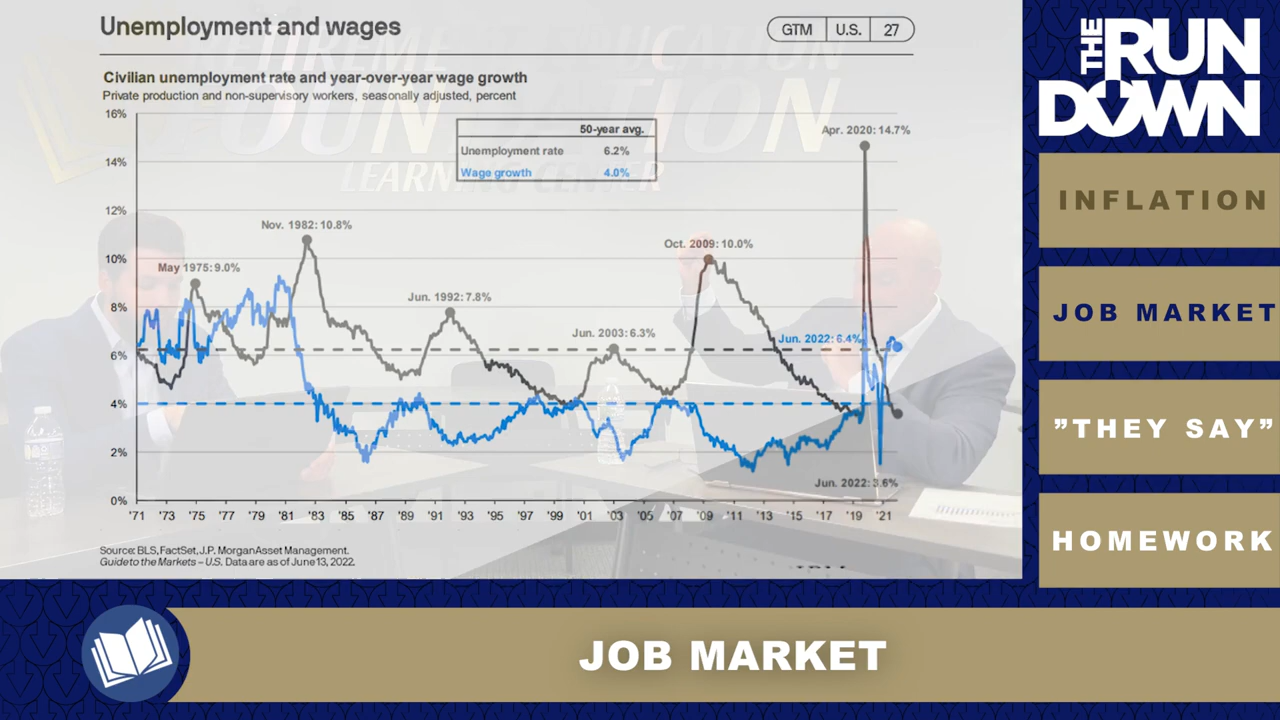 Unemployment and wages
GTM U.S. 27
Civilian unemployment rate and year-over-year wage growth
Private production and non-supervisory workers, seasonally adjusted, percent
50-year avg.
Unemployment rate 6.2%
Wage growth 4.0%
16%
14%
12%
10%
8%
6%
4%
2%
0%
May 1975: 9.0%
Nov. 1982: 10.8%
Jun. 1992: 7.8%
Jun. 2003: 6.3%
Oct. 2009: 10.0%
Apr. 2020: 14.7%
Jun. 2022: 6.4%
Jun. 2022: 3.6%
'71 '73 '75 '77 '79 '81 '83 '85 '87 '89 '91 '93 '95 '97 '99 '01 '03 '05 '07 '09 '11 '13 '15 '17 '19 '21
Source: BLS, FactSet, J.P. Morgan Asset Management.
Guide to the Markets – U.S. Data are as of June 13, 2022.
LEARNING CENTER
THE RUN
DOWN
INFLATION
JOB MARKET
"THEY SAY"
HOMEWORK
JOB MARKET